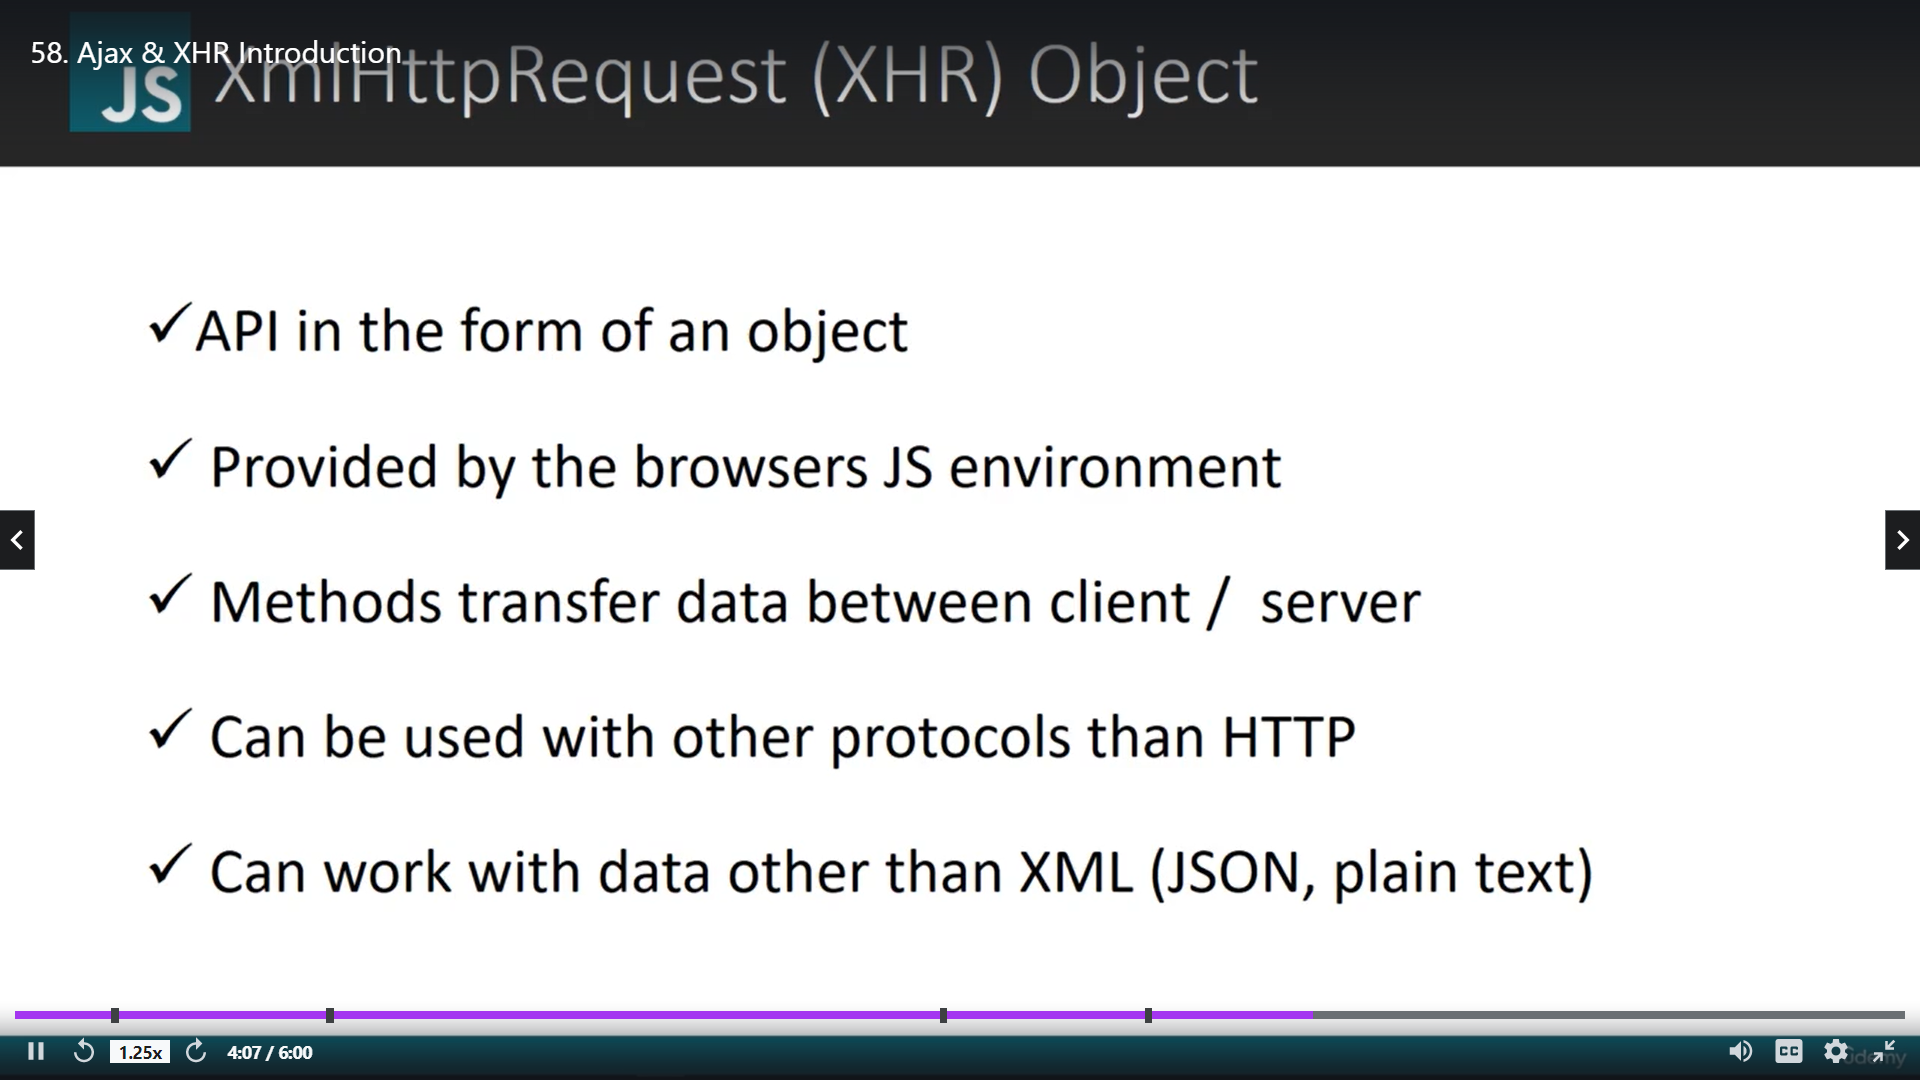 58. Ajax & XHR Introduction
JS XmlHttpRequest (XHR) Object
✓API in the form of an object
✓ Provided by the browsers JS environment
✓ Methods transfer data between client /  server
✓ Can be used with other protocols than HTTP
✓ Can work with data other than XML (JSON, plain text)
1.25x 4:07 / 6:00 CC
Udemy